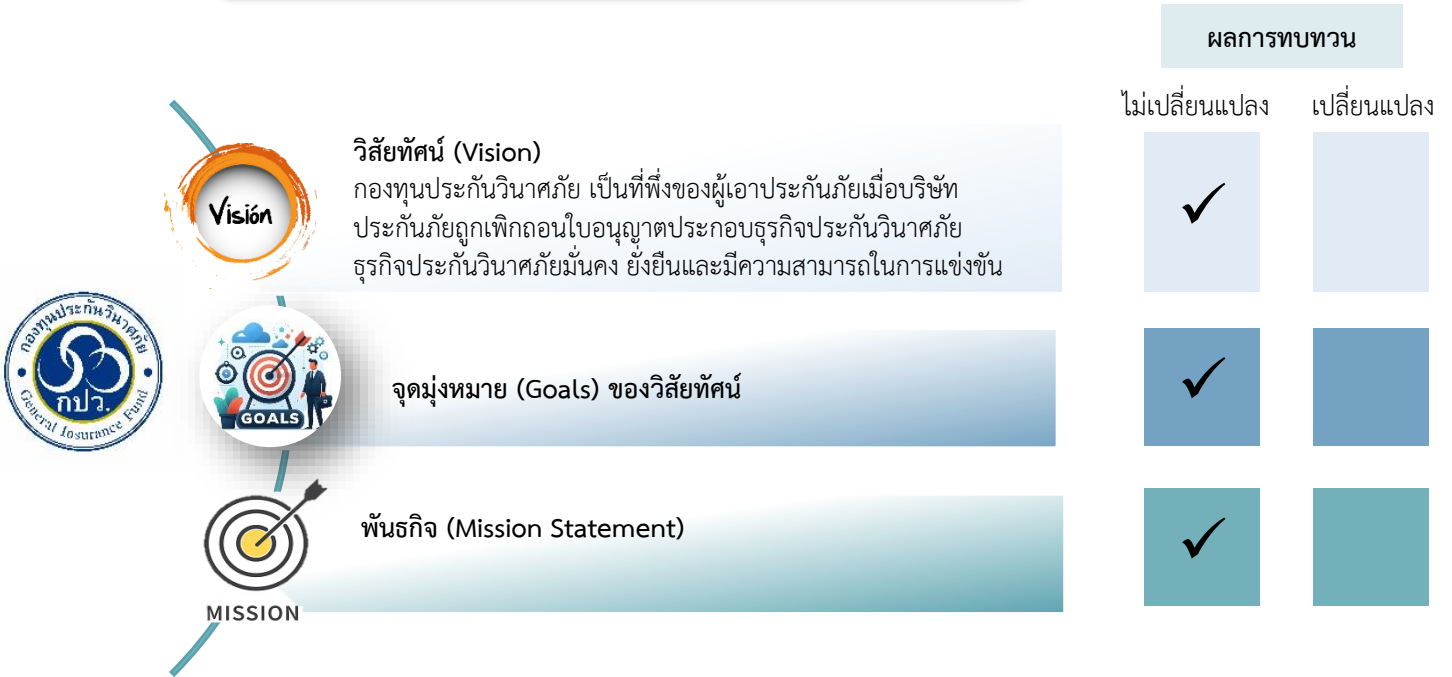 ผลการทบทวน
ไม่เปลี่ยนแปลง เปลี่ยนแปลง
Visión
วิสัยทัศน์ (Vision)
กองทุนประกันวินาศภัย เป็นที่พึ่งของผู้เอาประกันภัยเมื่อบริษัท
ประกันภัยถูกเพิกถอนใบอนุญาตประกอบธุรกิจประกันวินาศภัย
ธุรกิจประกันวินาศภัยมั่นคง ยั่งยืนและมีความสามารถในการแข่งขัน
✓
กองทุนประกันวินาศภัย
กปว.
General Insurance Fund
GOALS
จุดมุ่งหมาย (Goals) ของวิสัยทัศน์
✓
พันธกิจ (Mission Statement)
✓
MISSION